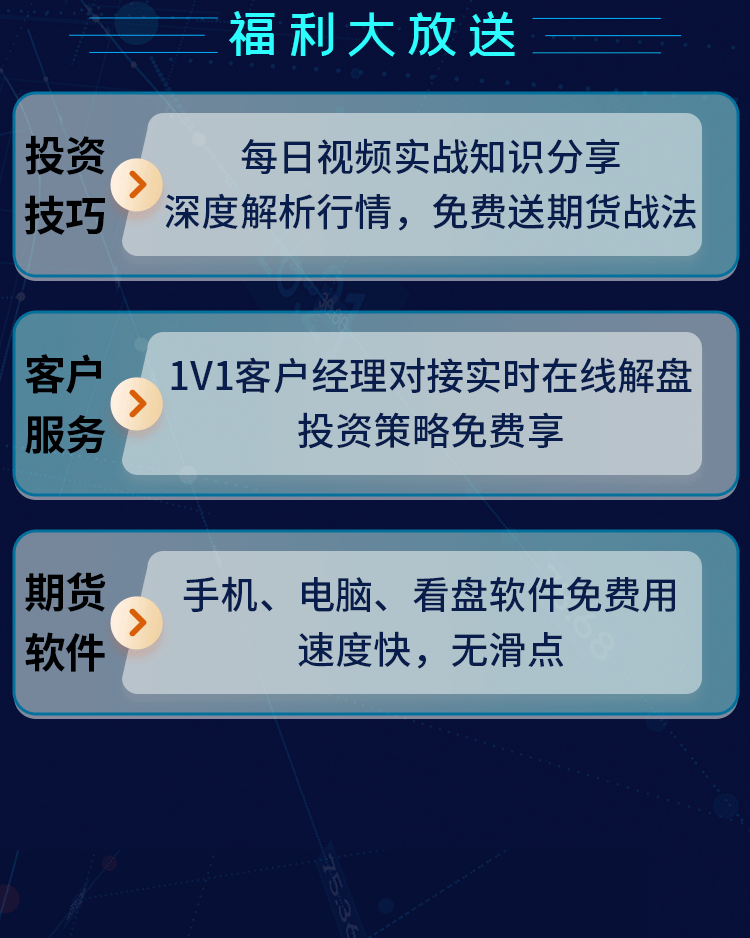 福利大放送
投资
技巧
每日视频实战知识分享
深度解析行情，免费送期货战法
客户
服务
1V1客户经理对接实时在线解盘
投资策略免费享
期货
软件
手机、电脑、看盘软件免费用
速度快，无滑点